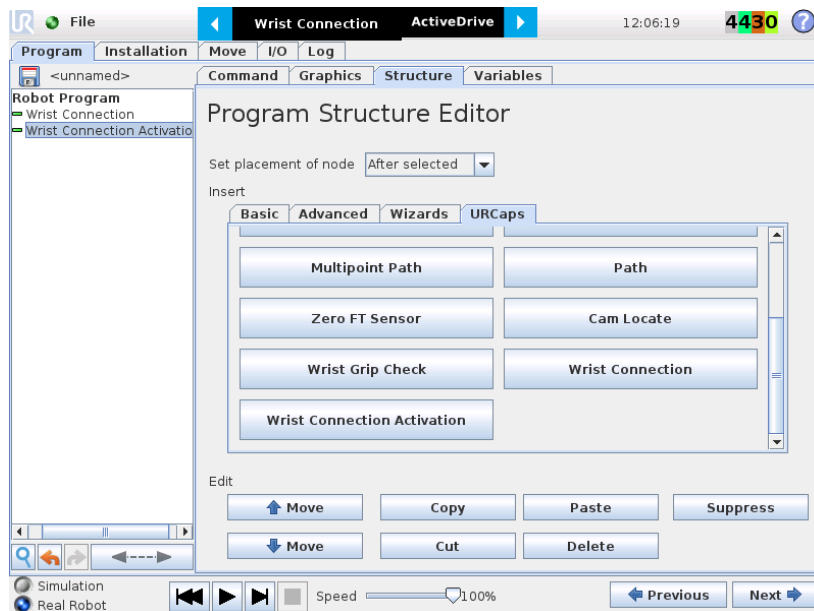 UR File Wrist Connection ActiveDrive 12:06:19 4430 ?
Program Installation Move I/O Log
<unnamed> Command Graphics Structure Variables
Robot Program
Wrist Connection
Wrist Connection Activatio
Program Structure Editor
Set placement of node After selected
Insert
Basic Advanced Wizards URCaps
Multipoint Path Path
Zero FT Sensor Cam Locate
Wrist Grip Check Wrist Connection
Wrist Connection Activation
Edit
Move Copy Paste Suppress
Move Cut Delete
Simulation
Real Robot
Speed 100% Previous Next